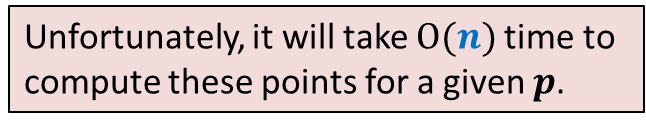 Unfortunately, it will take O(n) time to
compute these points for a given p.